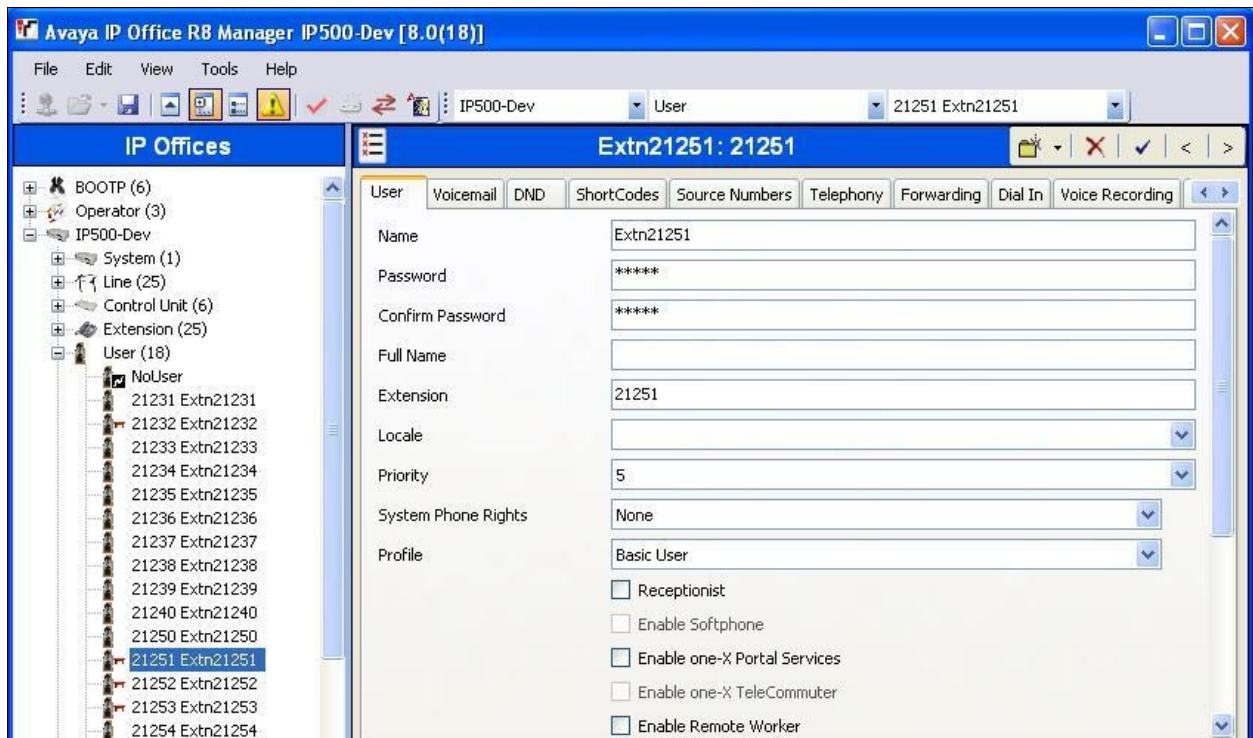 Avaya IP Office R8 Manager IP500-Dev [8.0(18)]
File Edit View Tools Help
IP500-Dev User 21251 Extn21251
IP Offices
BOOTP (6)
Operator (3)
IP500-Dev
System (1)
Line (25)
Control Unit (6)
Extension (25)
User (18)
NoUser
21231 Extn21231
21232 Extn21232
21233 Extn21233
21234 Extn21234
21235 Extn21235
21236 Extn21236
21237 Extn21237
21238 Extn21238
21239 Extn21239
21240 Extn21240
21250 Extn21250
21251 Extn21251
21252 Extn21252
21253 Extn21253
21254 Extn21254
Extn21251: 21251
User Voicemail DND ShortCodes Source Numbers Telephony Forwarding Dial In Voice Recording
Name Extn21251
Password *****
Confirm Password *****
Full Name
Extension 21251
Locale
Priority 5
System Phone Rights None
Profile Basic User
Receptionist
Enable Softphone
Enable one-X Portal Services
Enable one-X TeleCommuter
Enable Remote Worker